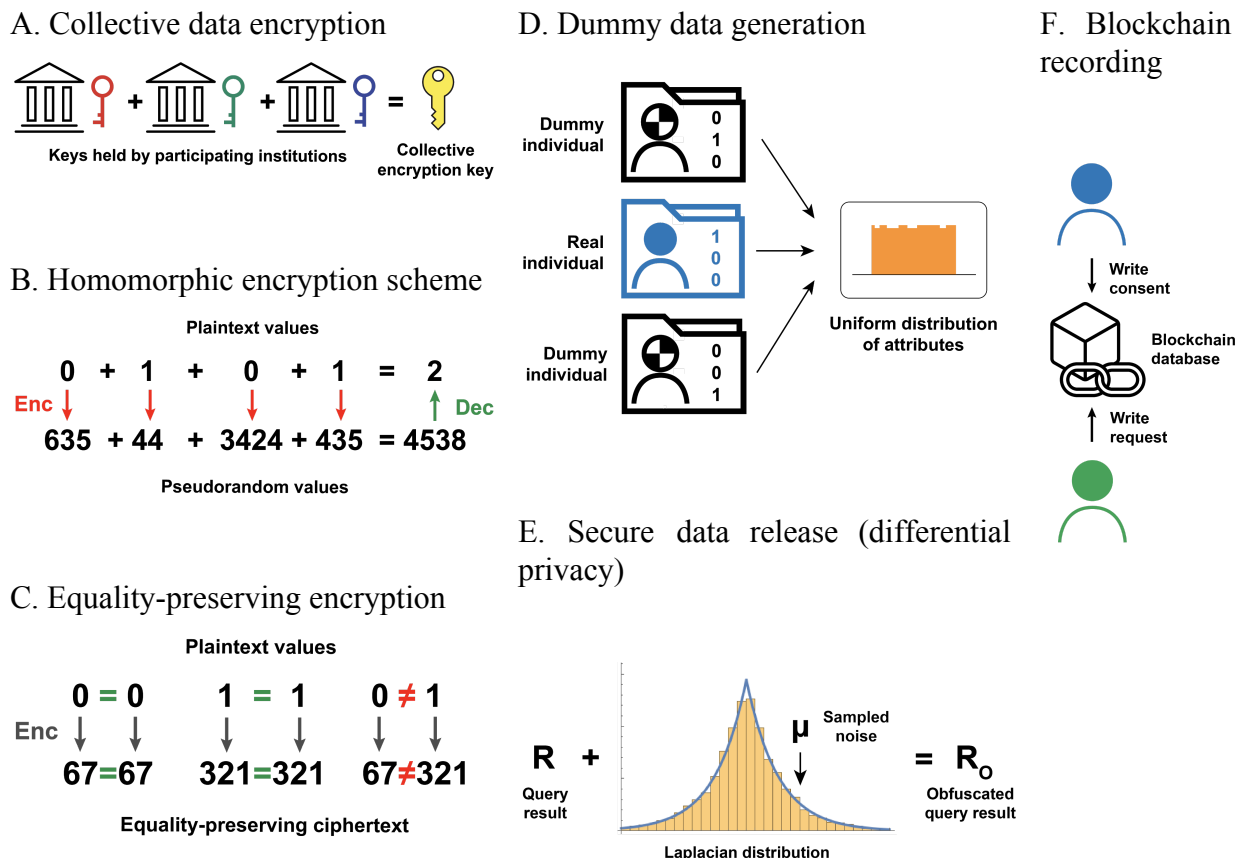 A. Collective data encryption
+ + =
Keys held by participating institutions
Collective
encryption key
B. Homomorphic encryption scheme
Plaintext values
0 + 1 + 0 + 1 = 2
Enc
Dec
635 + 44 + 3424 + 435 = 4538
Pseudorandom values
C. Equality-preserving encryption
Plaintext values
0 = 0 1 = 1 0 ≠ 1
Enc
67=67 321=321 67≠321
Equality-preserving ciphertext
D. Dummy data generation
Dummy
individual
0
1
0
Real
individual
1
0
0
Dummy
individual
0
0
1
Uniform distribution
of attributes
E. Secure data release (differential
privacy)
R +
Query
result
μ
Sampled
noise
= R_O
Obfuscated
query result
Laplacian distribution
F. Blockchain
recording
Write
consent
Blockchain
database
Write
request